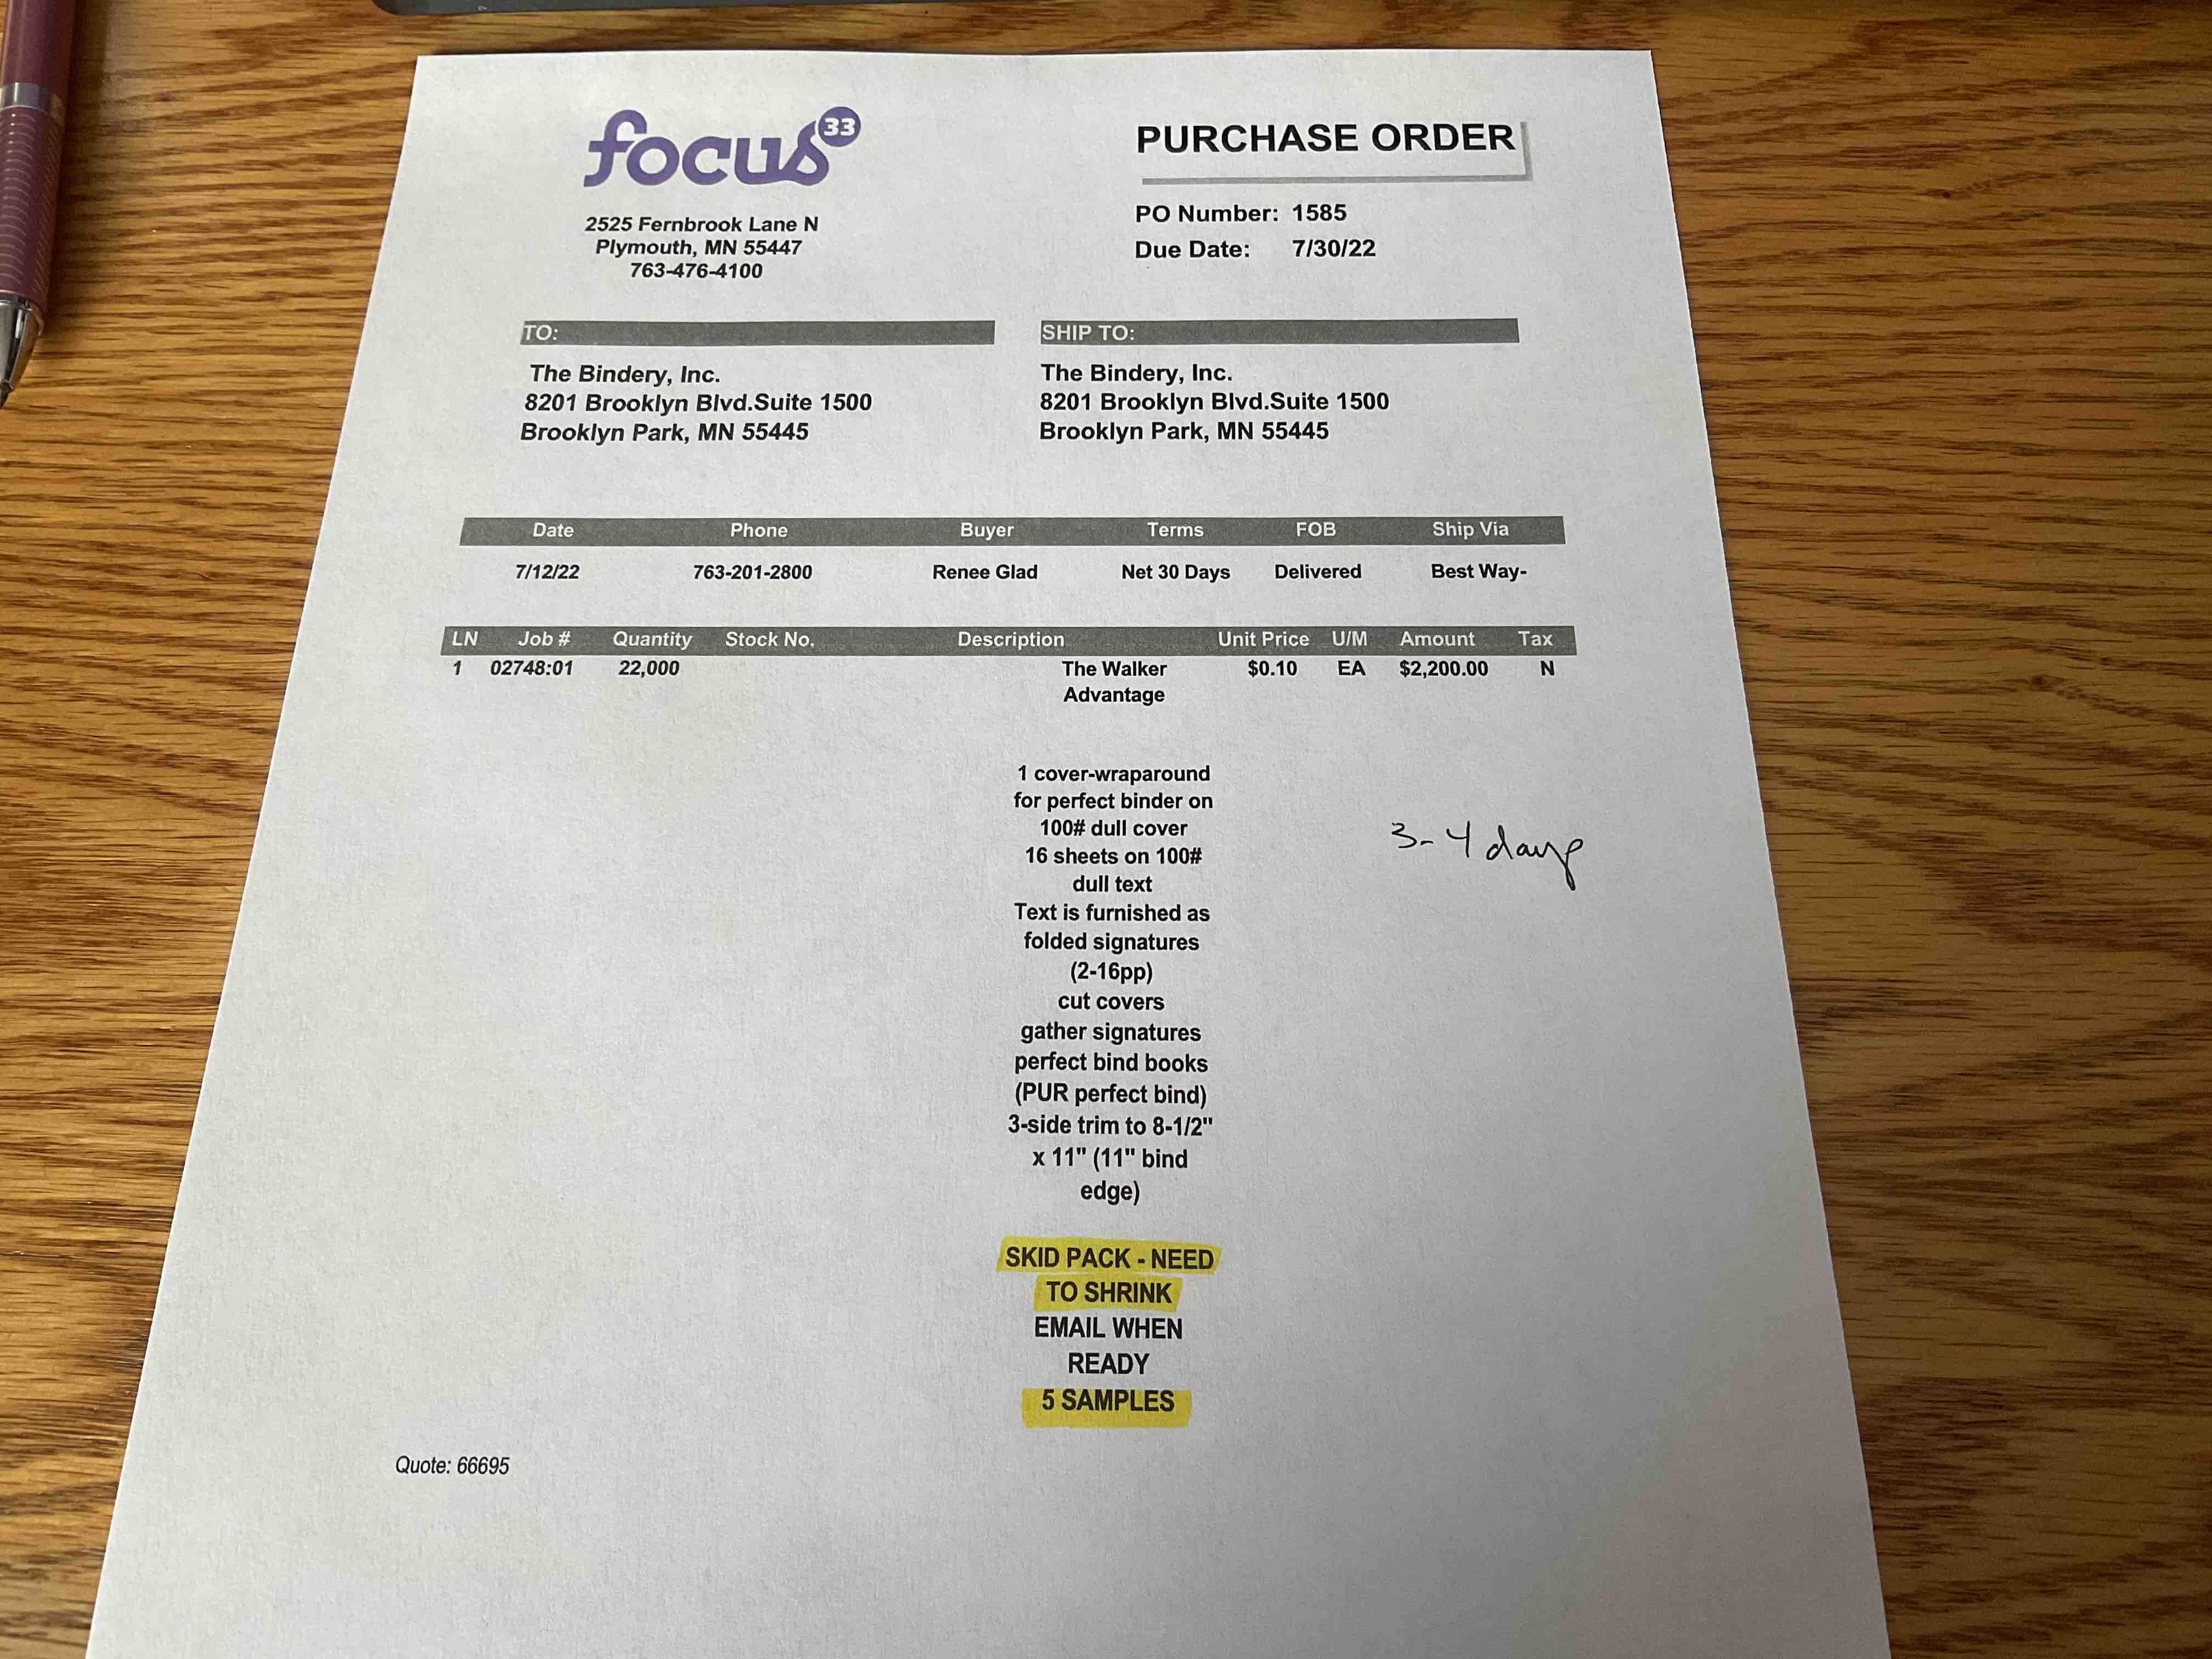 focus 33
PURCHASE ORDER
2525 Fernbrook Lane N
Plymouth, MN 55447
763-476-4100
PO Number: 1585
Due Date: 7/30/22
TO:
The Bindery, Inc.
8201 Brooklyn Blvd.Suite 1500
Brooklyn Park, MN 55445
SHIP TO:
The Bindery, Inc.
8201 Brooklyn Blvd.Suite 1500
Brooklyn Park, MN 55445
Date Phone Buyer Terms FOB Ship Via
7/12/22 763-201-2800 Renee Glad Net 30 Days Delivered Best Way-
LN Job # Quantity Stock No. Description Unit Price U/M Amount Tax
1 02748:01 22,000 The Walker $0.10 EA $2,200.00 N
Advantage
1 cover-wraparound
for perfect binder on
100# dull cover
16 sheets on 100#
dull text
3-4 days
Text is furnished as
folded signatures
(2-16pp)
cut covers
gather signatures
perfect bind books
(PUR perfect bind)
3-side trim to 8-1/2"
x 11" (11" bind
edge)
SKID PACK - NEED
TO SHRINK
EMAIL WHEN
READY
5 SAMPLES
Quote: 66695